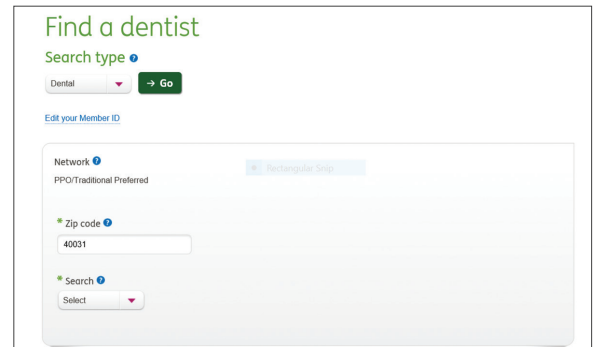 Find a dentist
Search type ?
Dental
→ Go
Edit your Member ID
Network ?
Rectangular Snip
PPO/Traditional Preferred
* Zip code ?
40031
* Search ?
Select